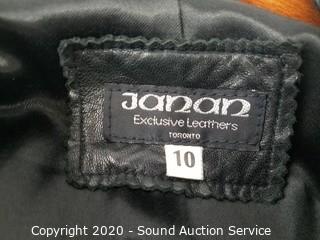 JANAN
Exclusive Leathers
TORONTO
10
Copyright 2020 - Sound Auction Service